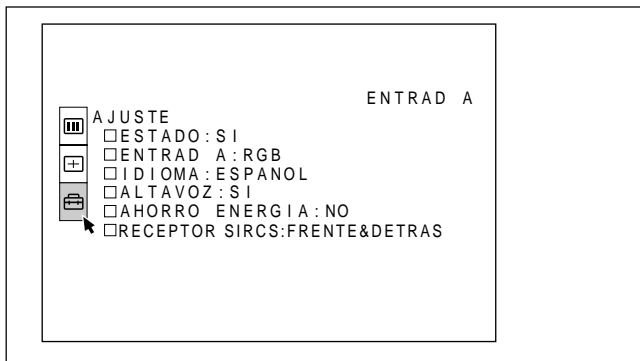 ENTRAD A
AJUSTE
□ESTADO:SI
□ENTRAD A:RGB
□IDIOMA:ESPANOL
□ALTAVOZ:SI
□AHORRO ENERGIA:NO
□RECEPTOR SIRCS:FRENTE&DETRAS